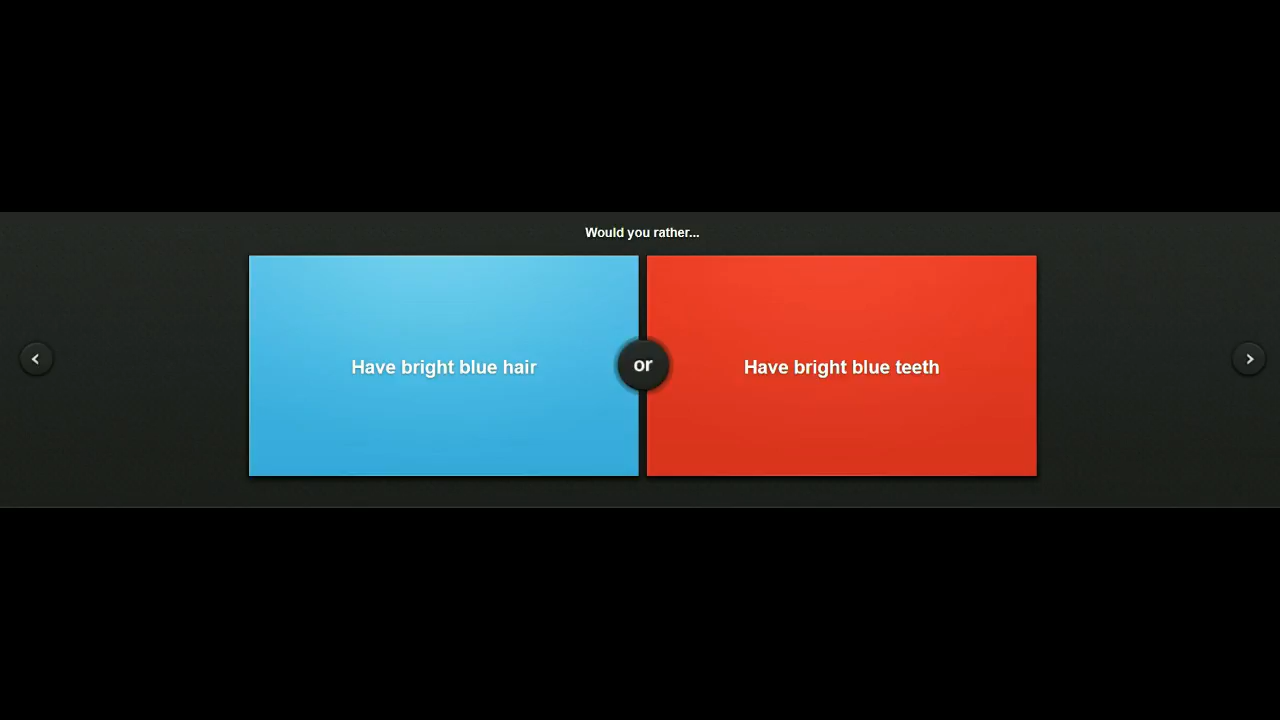 Would you rather...
Have bright blue hair
or
Have bright blue teeth